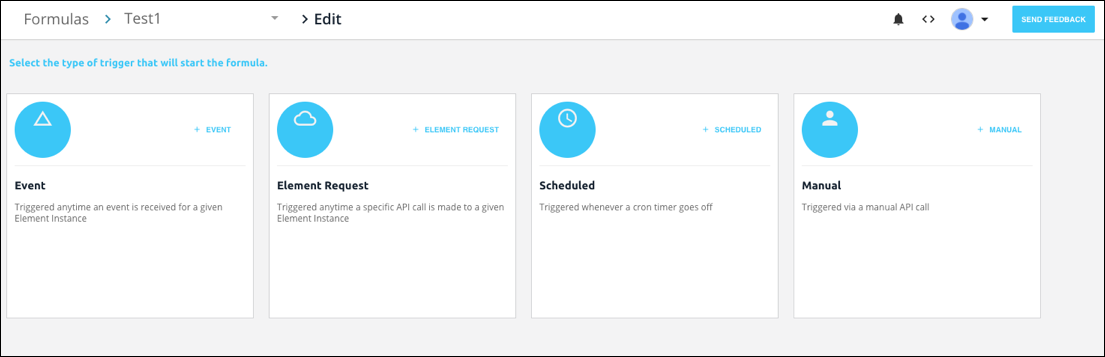 Formulas > Test1 > Edit
SEND FEEDBACK
Select the type of trigger that will start the formula.
+ EVENT
Event
Triggered anytime an event is received for a given
Element Instance
+ ELEMENT REQUEST
Element Request
Triggered anytime a specific API call is made to a given
Element Instance
+ SCHEDULED
Scheduled
Triggered whenever a cron timer goes off
+ MANUAL
Manual
Triggered via a manual API call